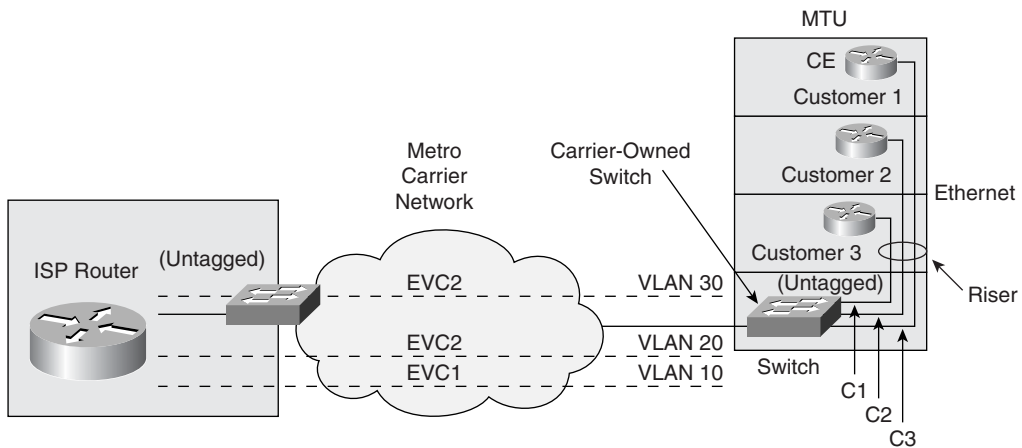 MTU
CE
Customer 1
Customer 2
Customer 3
(Untagged)
Switch
Ethernet
Riser
C1
C2
C3
Carrier-Owned
Switch
Metro
Carrier
Network
ISP Router
(Untagged)
EVC2
VLAN 30
EVC2
VLAN 20
EVC1
VLAN 10